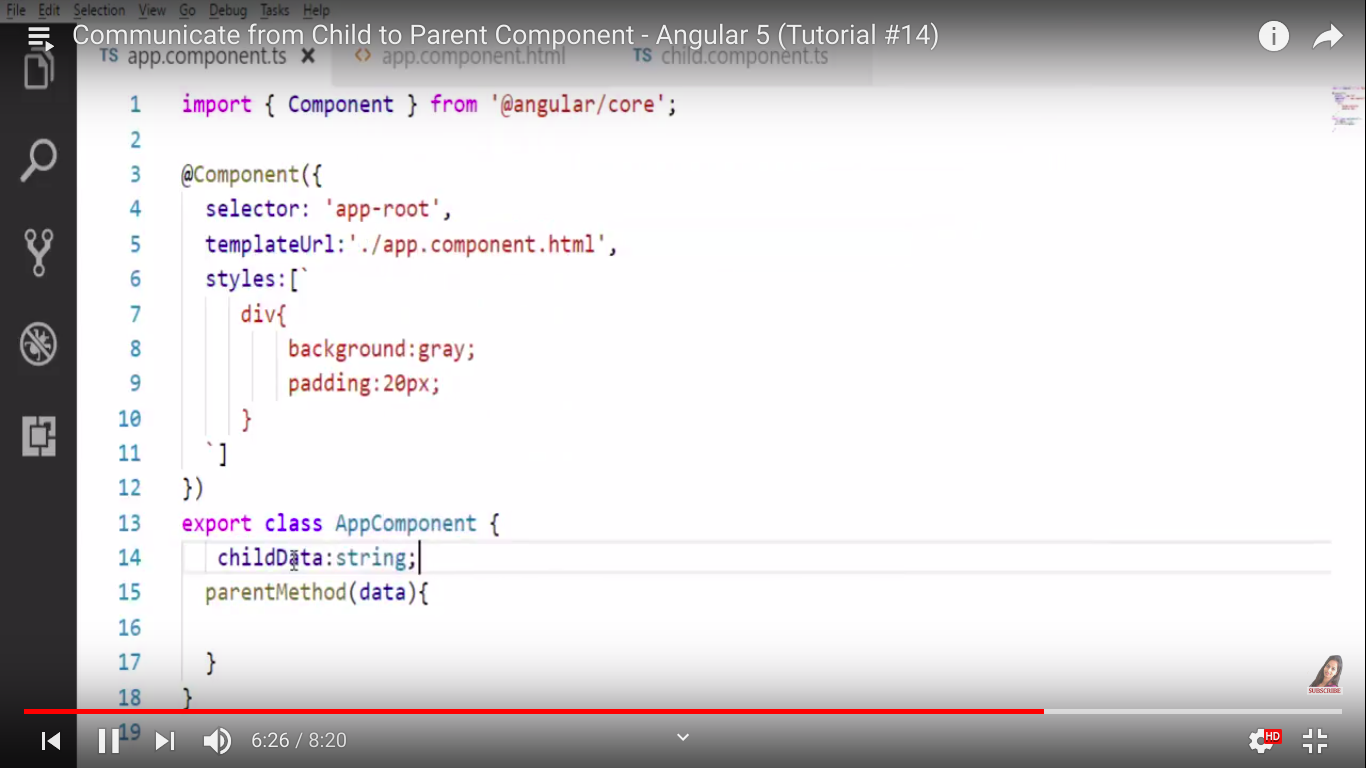 File Edit Selection View Go Debug Tasks Help
Communicate from Child to Parent Component - Angular 5 (Tutorial #14)
TS app.component.ts × <> app.component.html TS child.component.ts
1 import { Component } from '@angular/core';
2
3 @Component({
4 selector: 'app-root',
5 templateUrl:'./app.component.html',
6 styles:[`
7 div{
8 background:gray;
9 padding:20px;
10 }
11 `]
12 })
13 export class AppComponent {
14 childData:string;
15 parentMethod(data){
16
17 }
18 }
19
SUBSCRIBE
6:26 / 8:20
HD